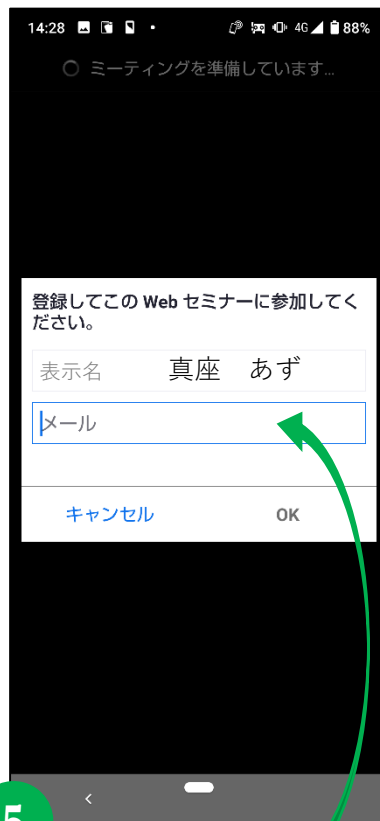 14:28 4G 88%
ミーティングを準備しています...
登録してこの Web セミナーに参加してく
ださい。
表示名 真座 あず
メール
キャンセル OK
5